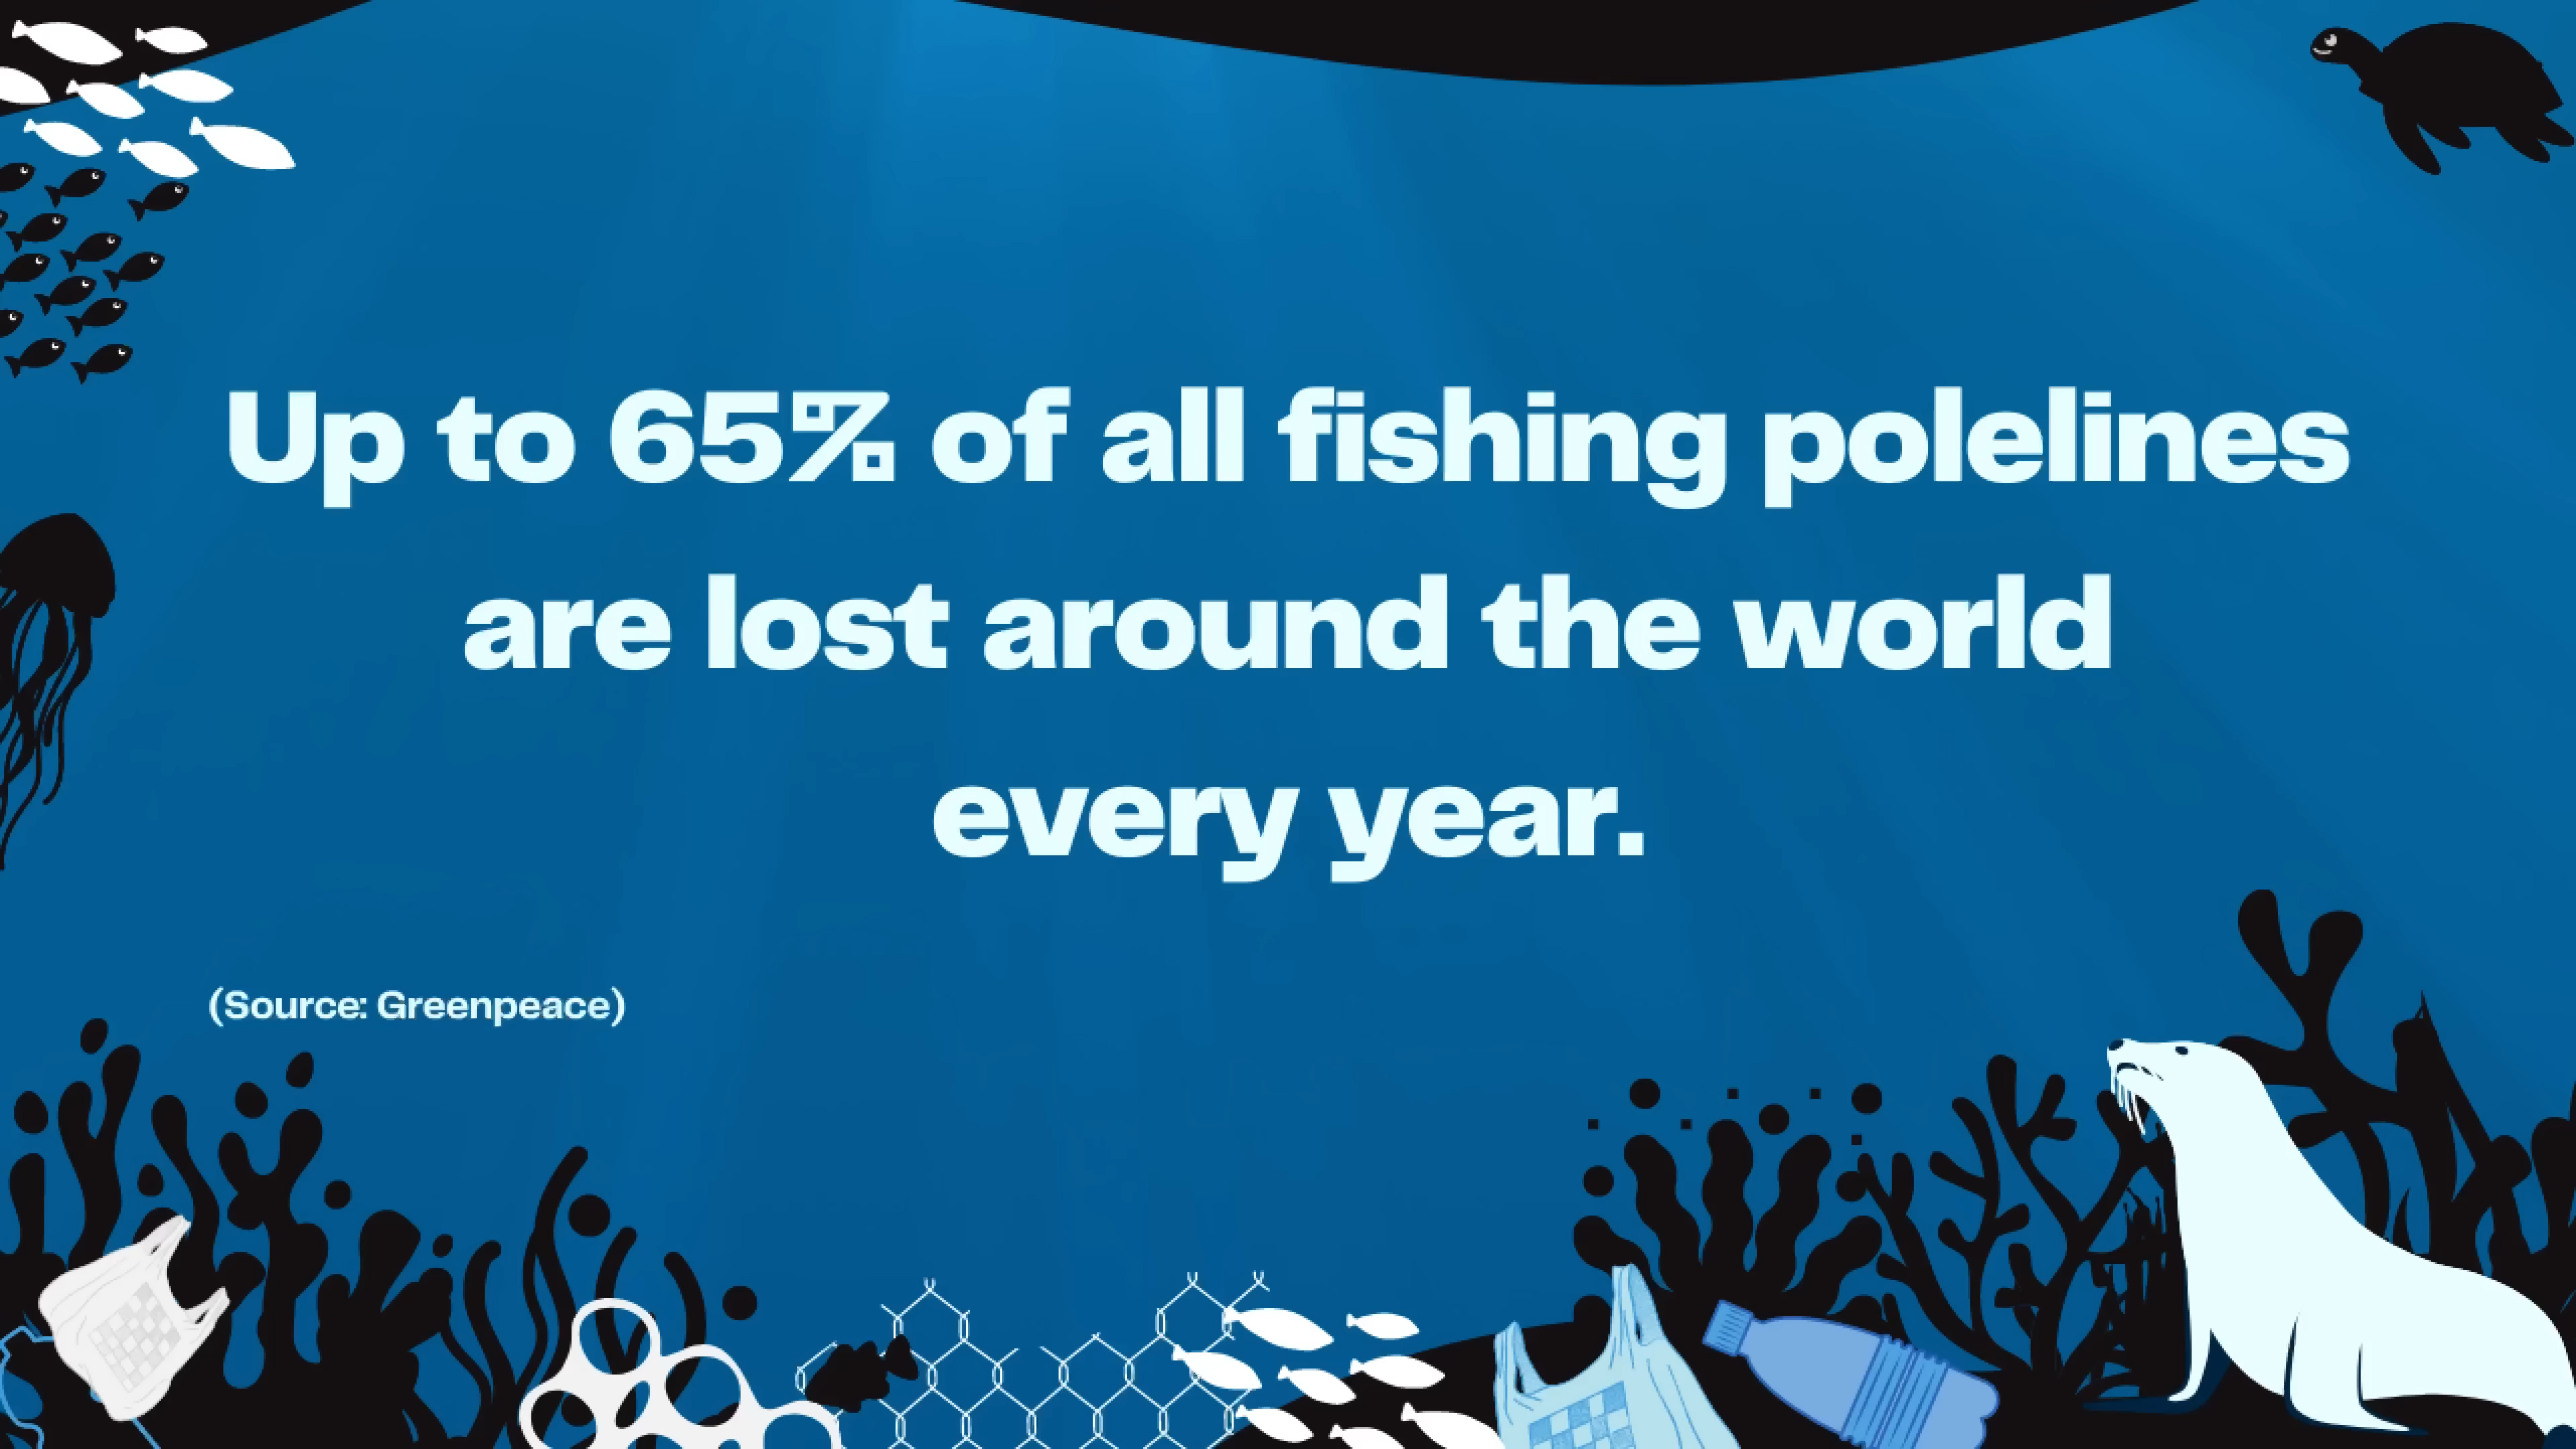 Up to 65% of all fishing polelines
are lost around the world
every year.
(Source: Greenpeace)